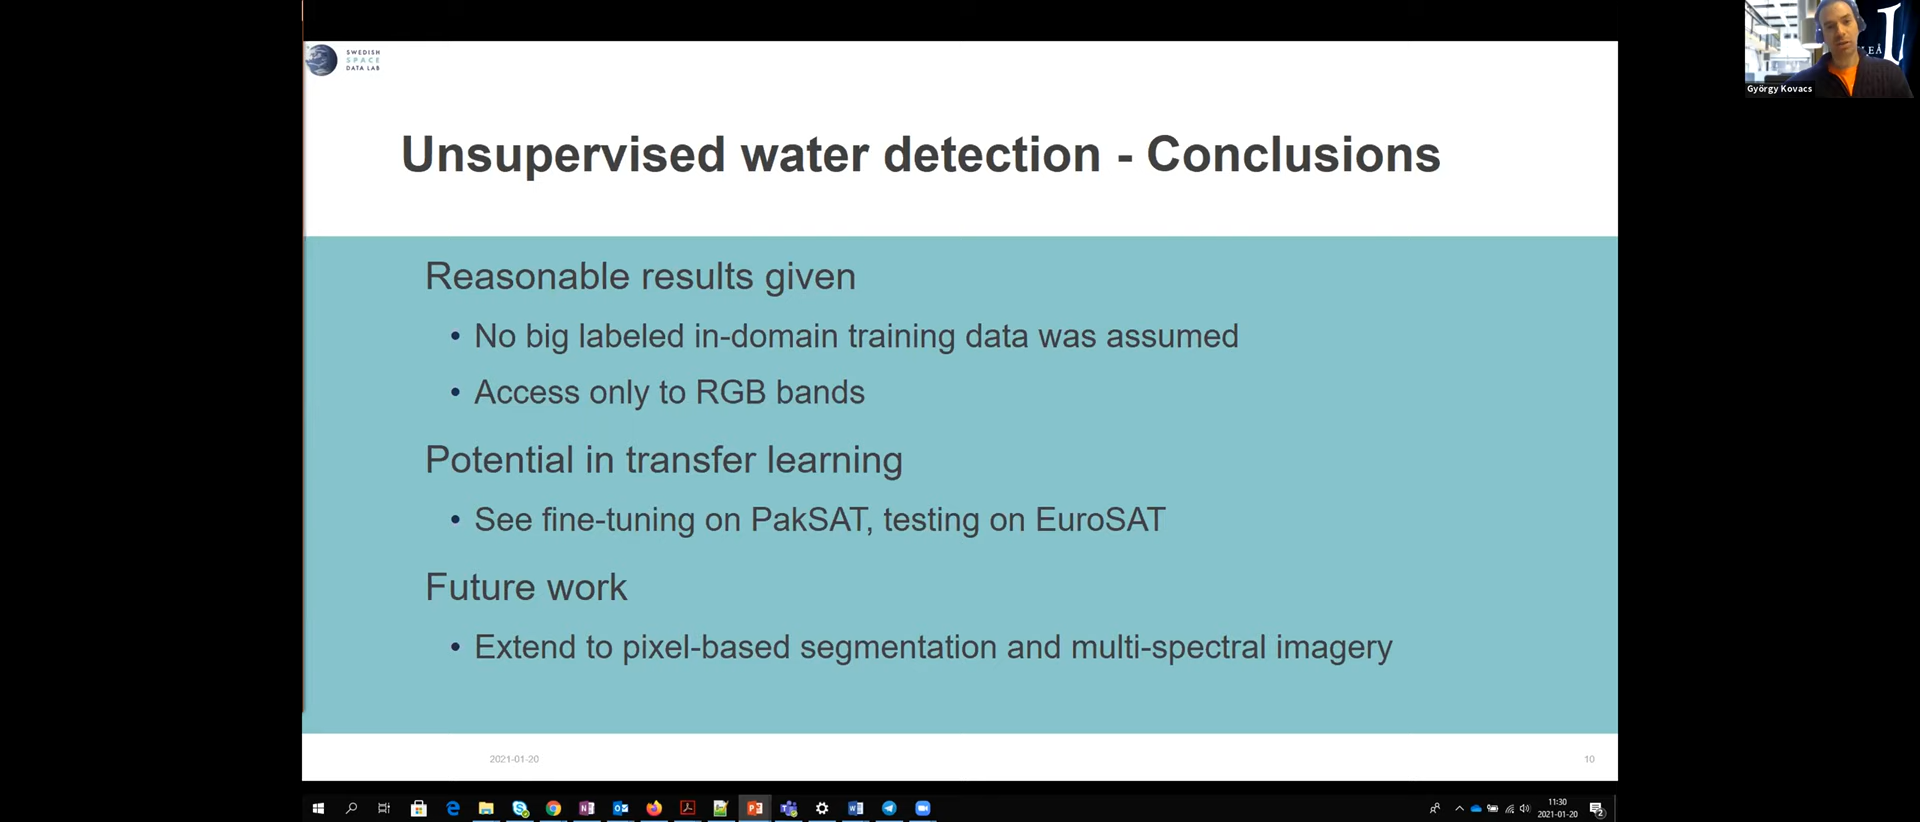 SWEDISH
SPACE
DATA LAB
Unsupervised water detection - Conclusions
Reasonable results given
• No big labeled in-domain training data was assumed
• Access only to RGB bands
Potential in transfer learning
• See fine-tuning on PakSAT, testing on EuroSAT
Future work
• Extend to pixel-based segmentation and multi-spectral imagery
2021-01-20
10
György Kovacs
LEÅ
11:30
2021-01-20
2